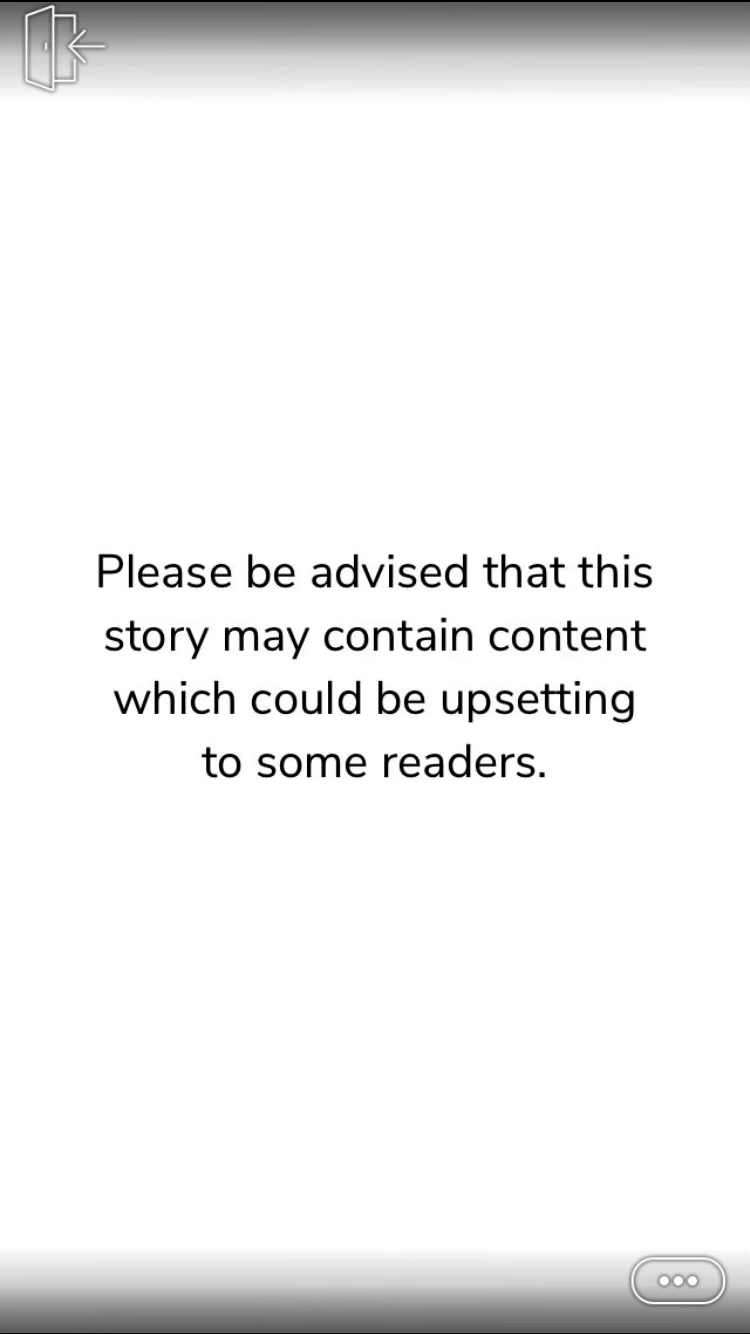 Please be advised that this
story may contain content
which could be upsetting
to some readers.